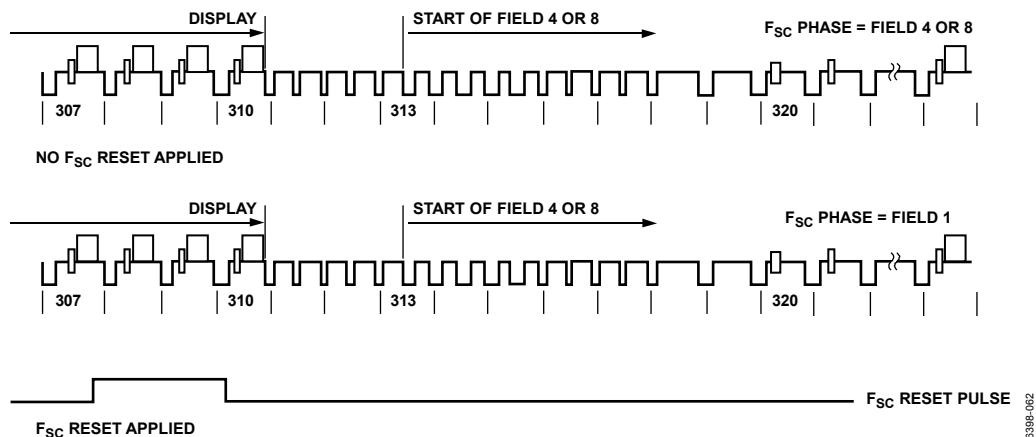 DISPLAY
START OF FIELD 4 OR 8
FSC PHASE = FIELD 4 OR 8
307
310
313
320
NO FSC RESET APPLIED
DISPLAY
START OF FIELD 4 OR 8
FSC PHASE = FIELD 1
307
310
313
320
FSC RESET PULSE
FSC RESET APPLIED
6398-062